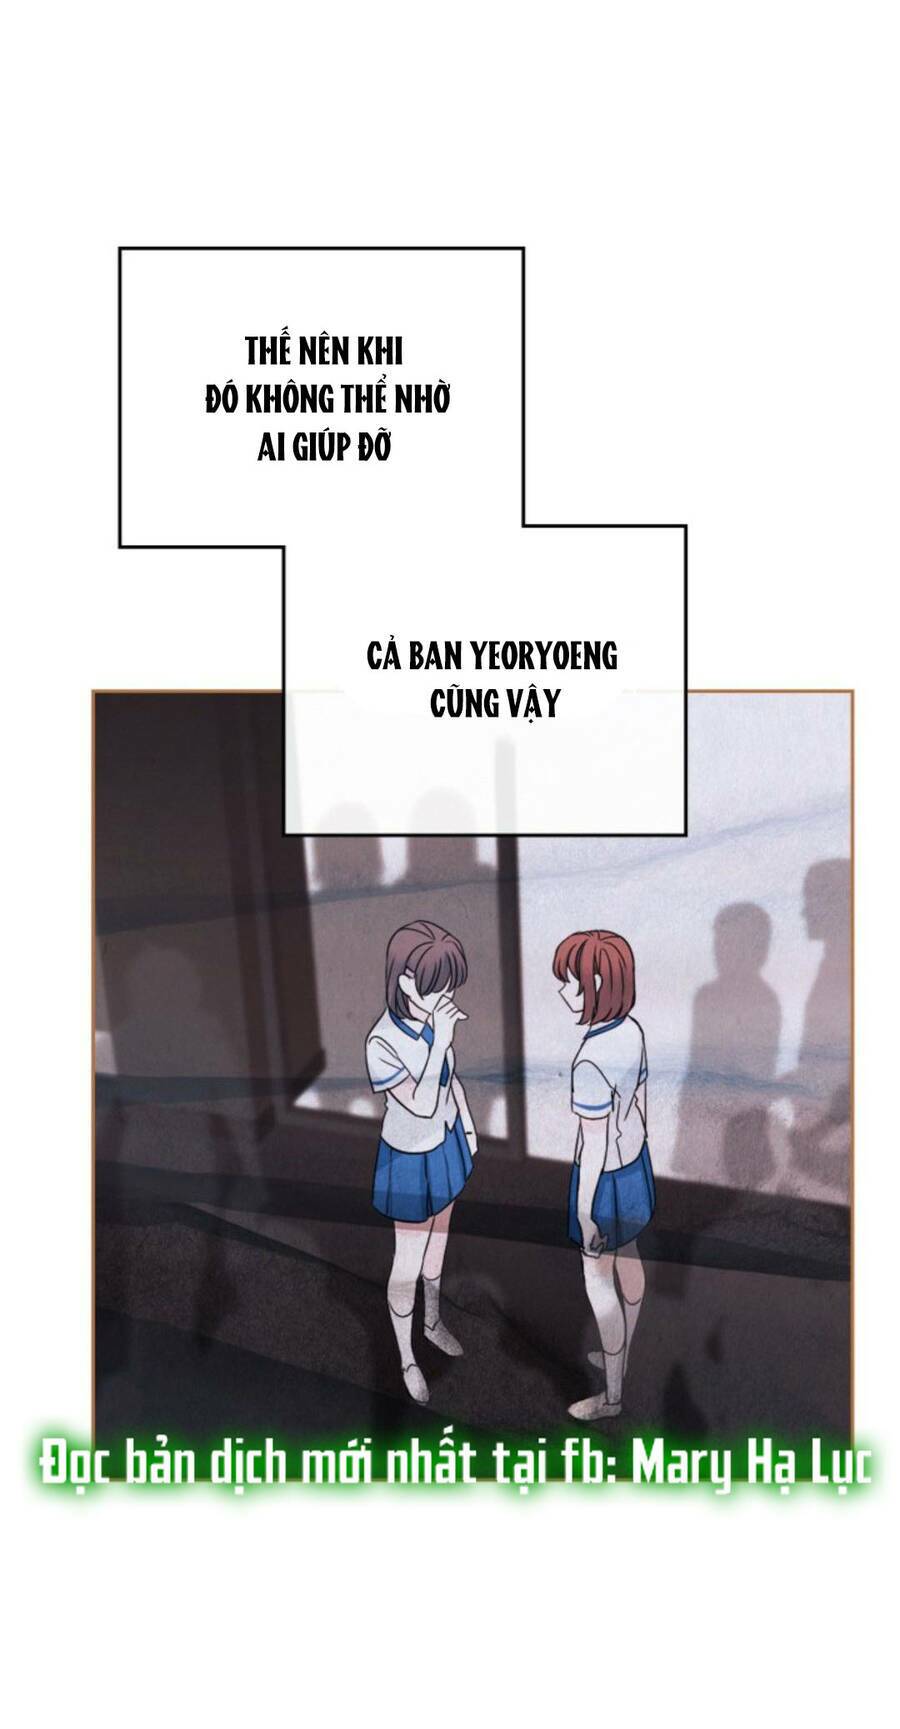 THẾ NÊN KHI
ĐÓ KHÔNG THỂ NHỜ
AI GIÚP ĐỠ
CẢ BAN YEORYOENG
CŨNG VẬY
Đọc bản dịch mới nhất tại fb: Mary Hạ Lục